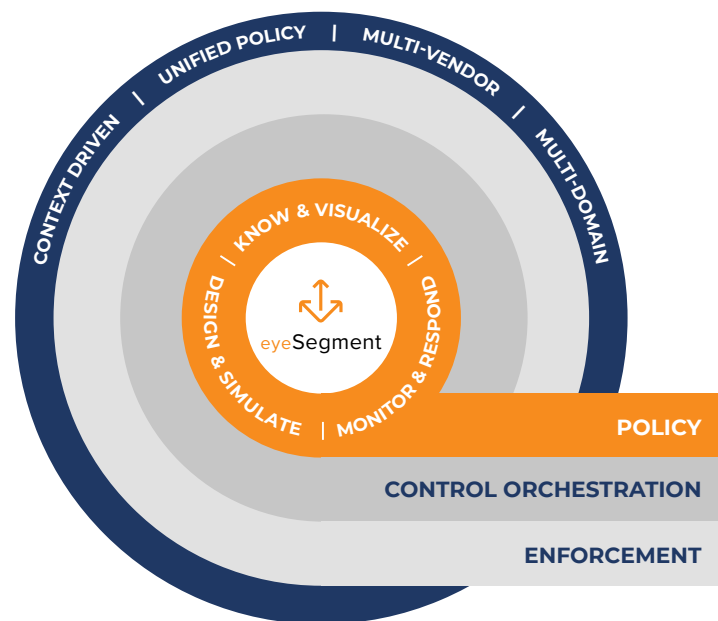 CONTEXT DRIVEN | UNIFIED POLICY | MULTI-VENDOR | MULTI-DOMAIN
DESIGN & SIMULATE | KNOW & VISUALIZE | MONITOR & RESPOND |
eyeSegment
POLICY
CONTROL ORCHESTRATION
ENFORCEMENT